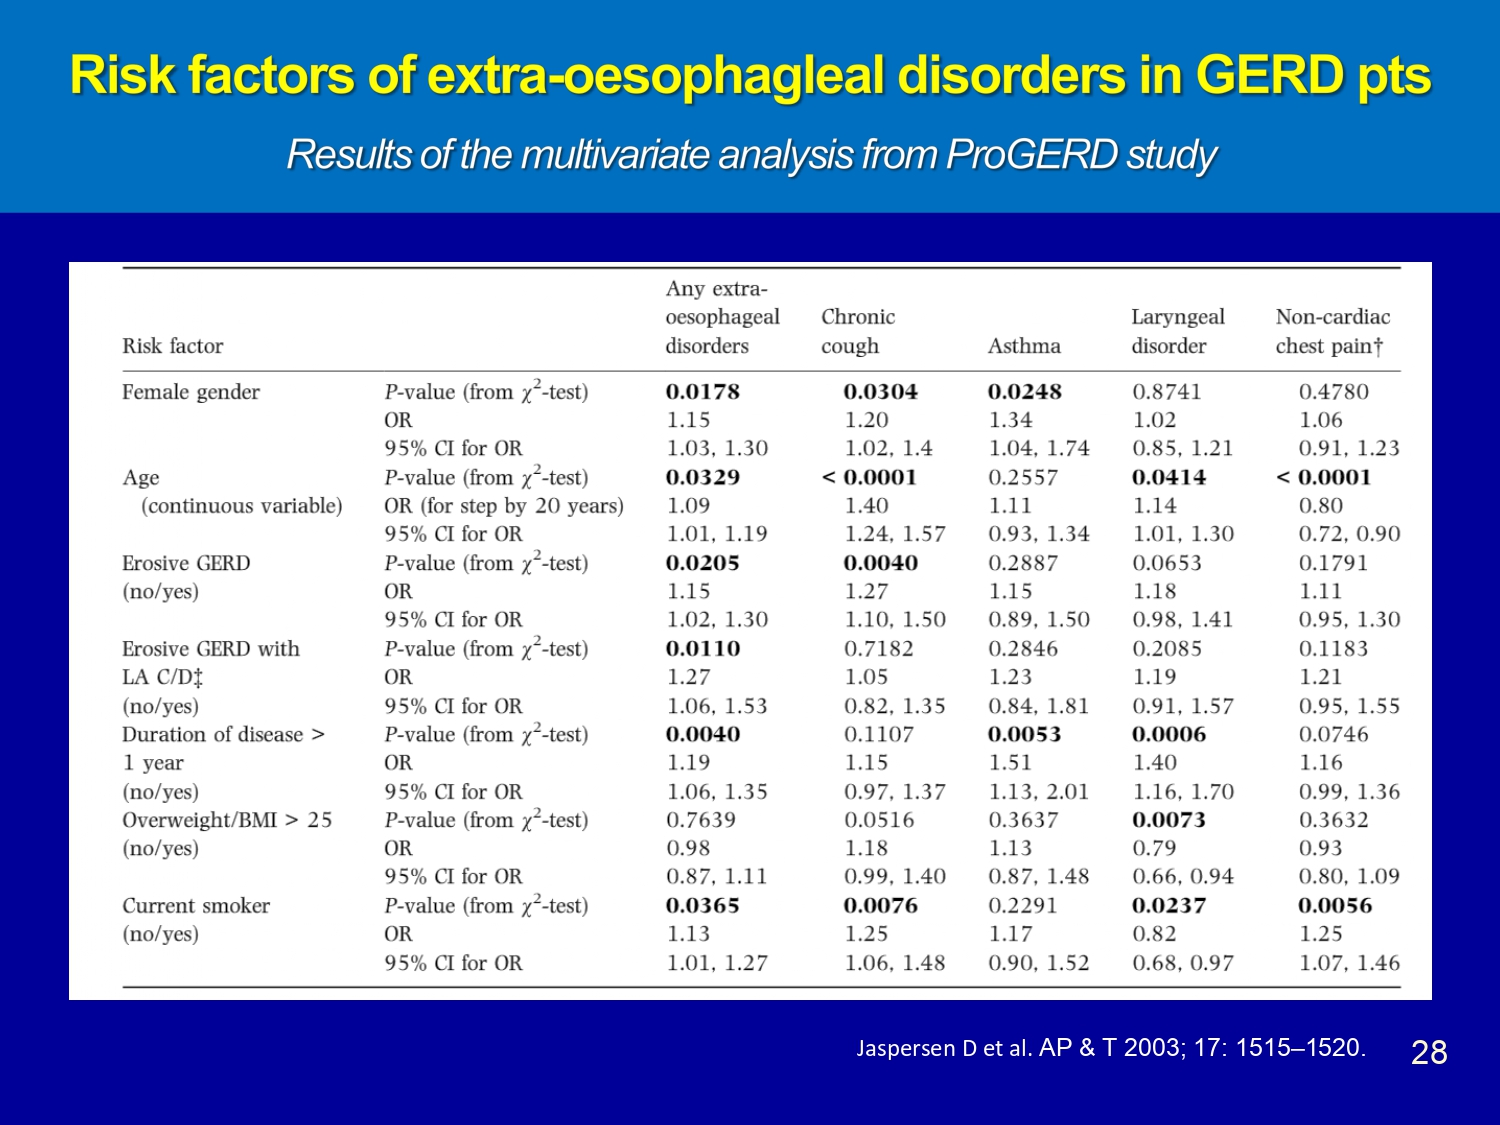 Risk factors of extra-oesophagleal disorders in GERD pts
Results of the multivariate analysis from ProGERD study
Any extra-
oesophageal Chronic Laryngeal Non-cardiac
Risk factor disorders cough Asthma disorder chest pain†
Female gender P-value (from χ²-test) 0.0178 0.0304 0.0248 0.8741 0.4780
OR 1.15 1.20 1.34 1.02 1.06
95% CI for OR 1.03, 1.30 1.02, 1.4 1.04, 1.74 0.85, 1.21 0.91, 1.23
Age P-value (from χ²-test) 0.0329 < 0.0001 0.2557 0.0414 < 0.0001
(continuous variable) OR (for step by 20 years) 1.09 1.40 1.11 1.14 0.80
95% CI for OR 1.01, 1.19 1.24, 1.57 0.93, 1.34 1.01, 1.30 0.72, 0.90
Erosive GERD P-value (from χ²-test) 0.0205 0.0040 0.2887 0.0653 0.1791
(no/yes) OR 1.15 1.27 1.15 1.18 1.11
95% CI for OR 1.02, 1.30 1.10, 1.50 0.89, 1.50 0.98, 1.41 0.95, 1.30
Erosive GERD with P-value (from χ²-test) 0.0110 0.7182 0.2846 0.2085 0.1183
LA C/D‡ OR 1.27 1.05 1.23 1.19 1.21
(no/yes) 95% CI for OR 1.06, 1.53 0.82, 1.35 0.84, 1.81 0.91, 1.57 0.95, 1.55
Duration of disease > P-value (from χ²-test) 0.0040 0.1107 0.0053 0.0006 0.0746
1 year OR 1.19 1.15 1.51 1.40 1.16
(no/yes) 95% CI for OR 1.06, 1.35 0.97, 1.37 1.13, 2.01 1.16, 1.70 0.99, 1.36
Overweight/BMI > 25 P-value (from χ²-test) 0.7639 0.0516 0.3637 0.0073 0.3632
(no/yes) OR 0.98 1.18 1.13 0.79 0.93
95% CI for OR 0.87, 1.11 0.99, 1.40 0.87, 1.48 0.66, 0.94 0.80, 1.09
Current smoker P-value (from χ²-test) 0.0365 0.0076 0.2291 0.0237 0.0056
(no/yes) OR 1.13 1.25 1.17 0.82 1.25
95% CI for OR 1.01, 1.27 1.06, 1.48 0.90, 1.52 0.68, 0.97 1.07, 1.46
Jaspersen D et al. AP & T 2003; 17: 1515–1520. 28